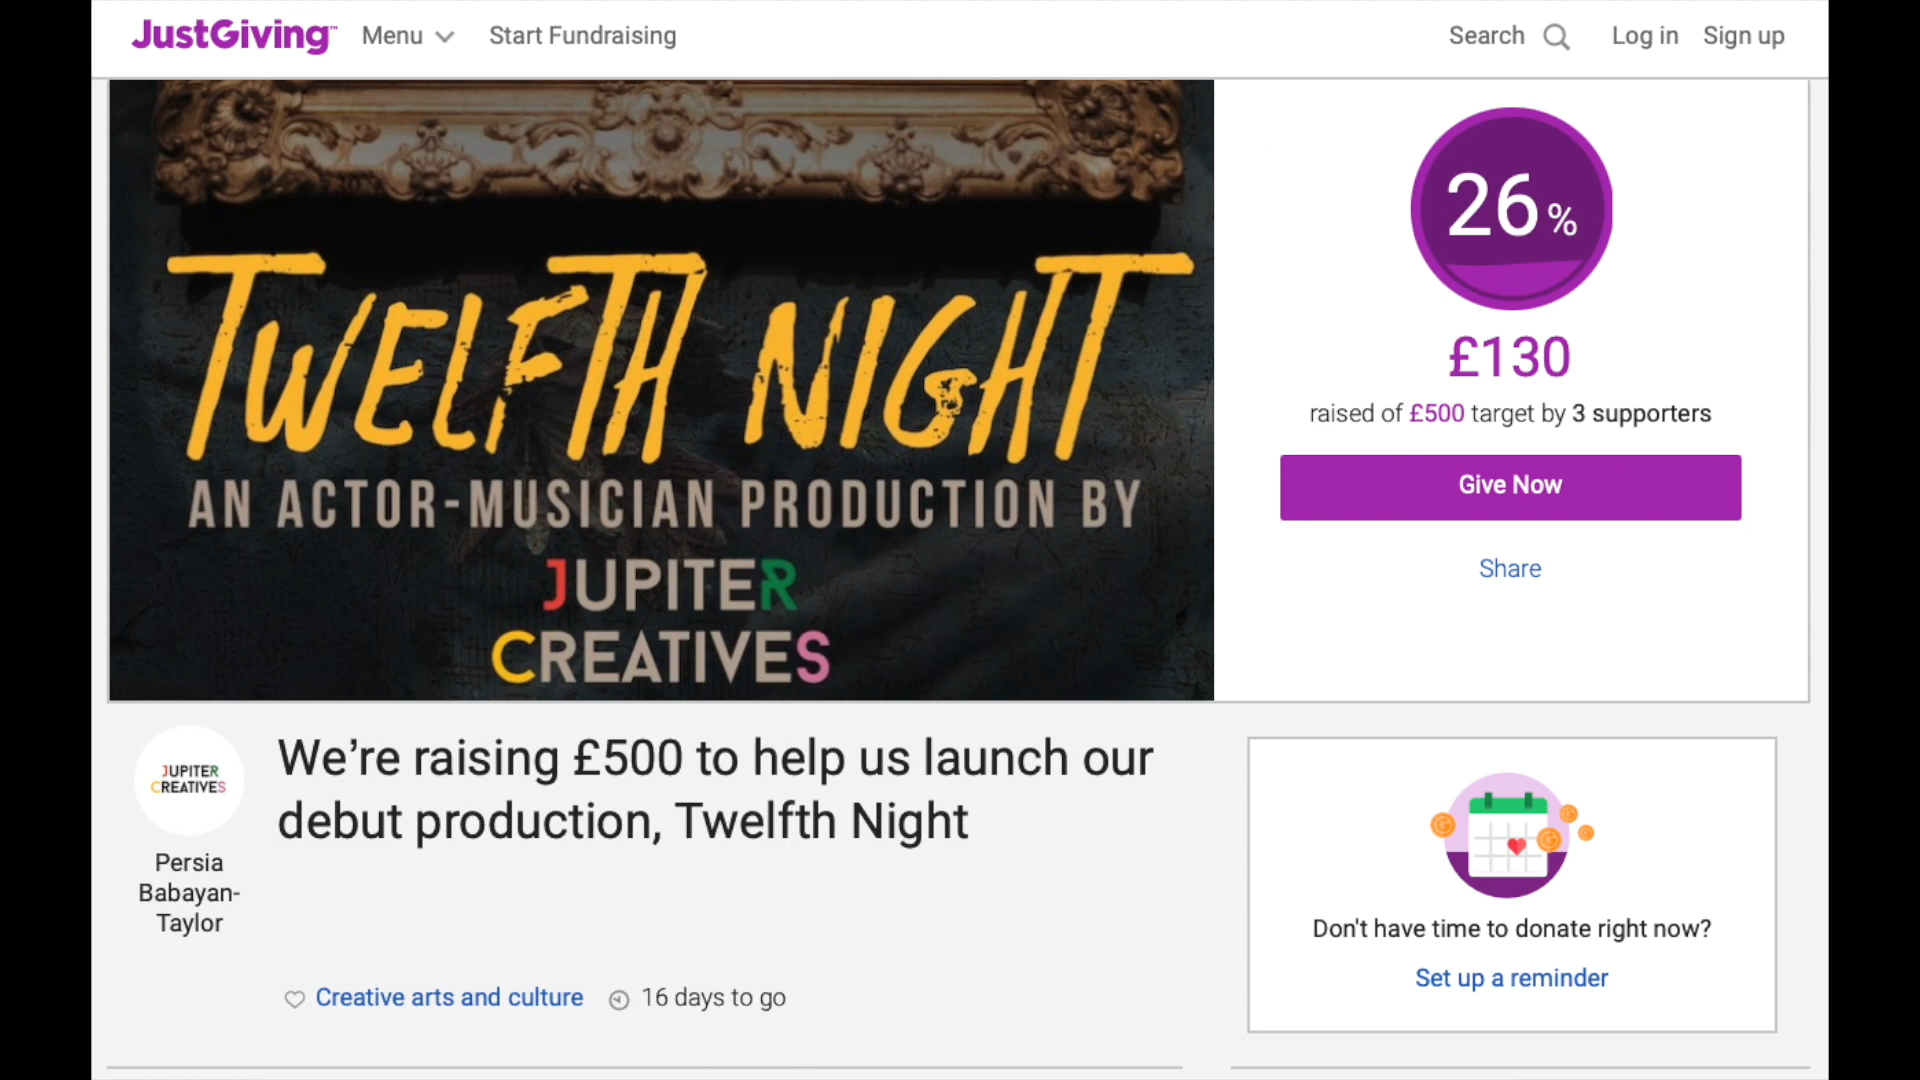 JustGiving™ Menu Start Fundraising Search Log in Sign up
TWELFTH NIGHT
AN ACTOR-MUSICIAN PRODUCTION BY
JUPITER
CREATIVES
26%
£130
raised of £500 target by 3 supporters
Give Now
Share
JUPITER
CREATIVES
Persia
Babayan-
Taylor
We’re raising £500 to help us launch our
debut production, Twelfth Night
Creative arts and culture 16 days to go
Don't have time to donate right now?
Set up a reminder